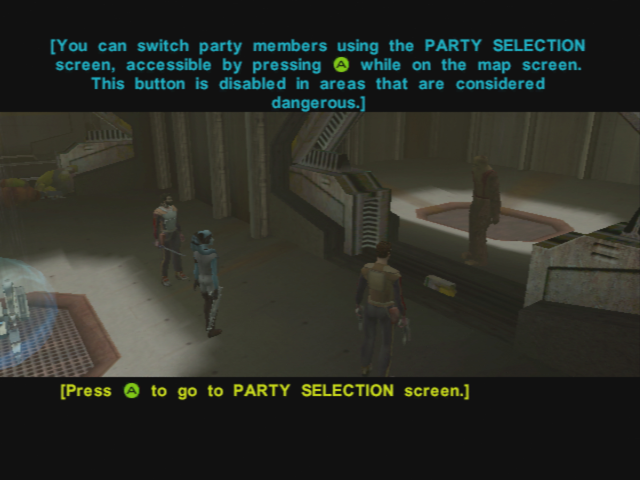 [You can switch party members using the PARTY SELECTION
screen, accessible by pressing A while on the map screen.
This button is disabled in areas that are considered
dangerous.]
[Press A to go to PARTY SELECTION screen.]